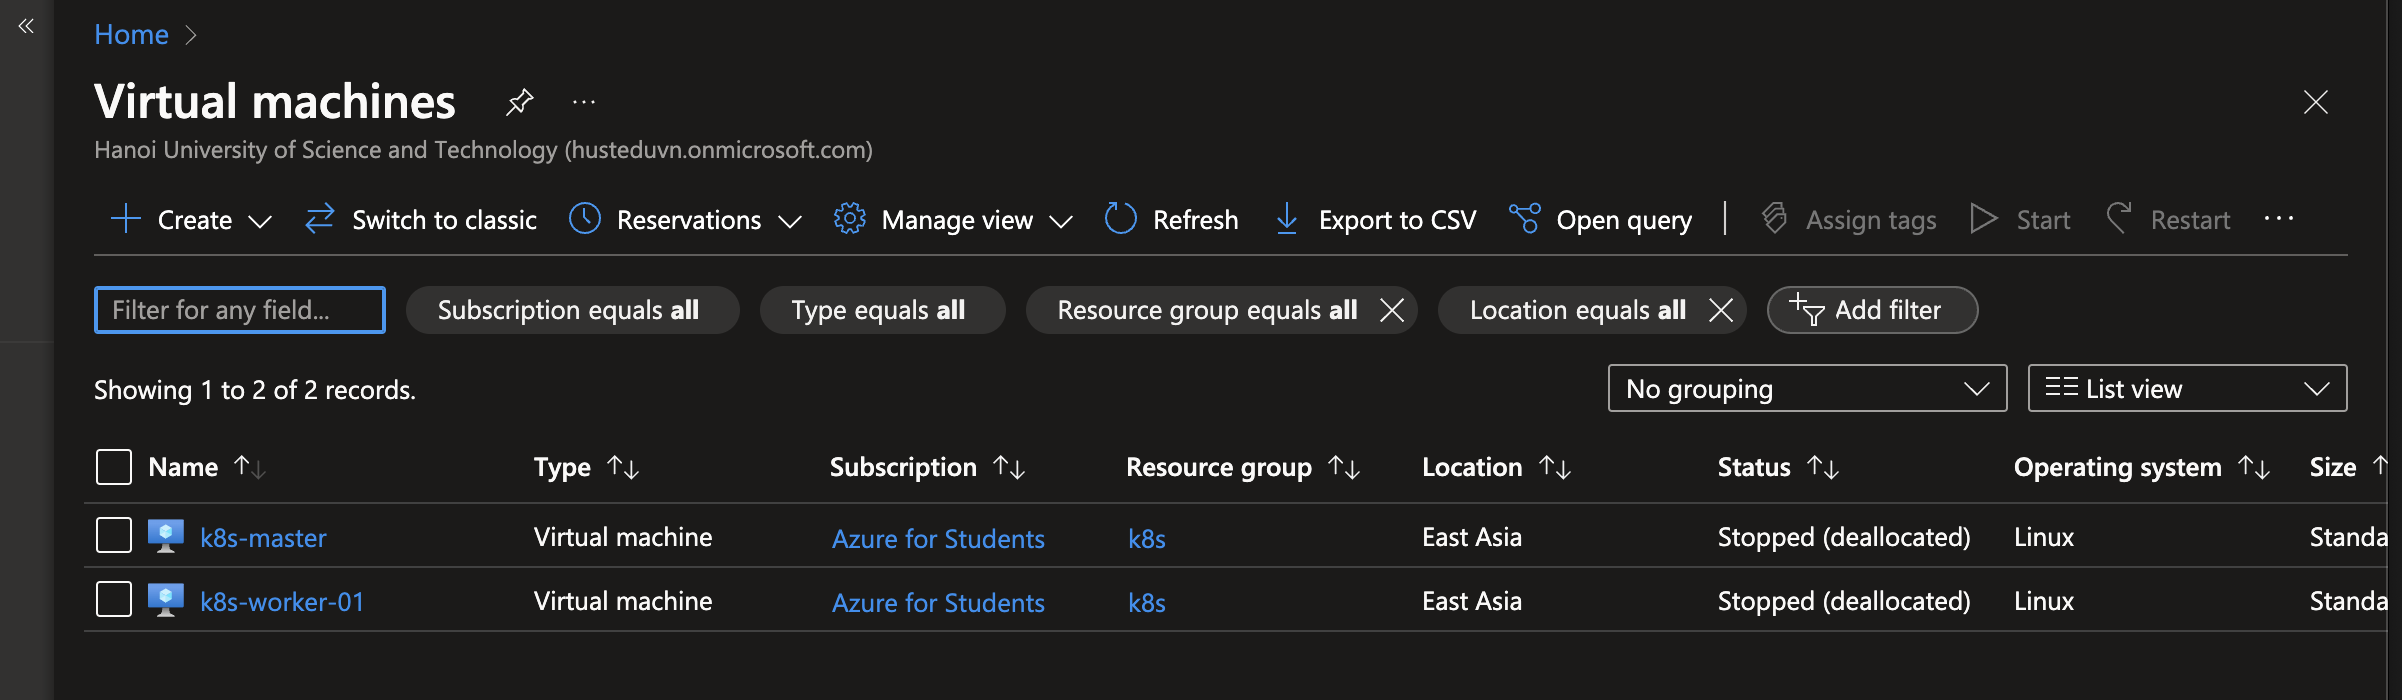 Home
Virtual machines
Hanoi University of Science and Technology (husteduvn.onmicrosoft.com)
Create Switch to classic Reservations Manage view Refresh Export to CSV Open query Assign tags Start Restart
Filter for any field... Subscription equals all Type equals all Resource group equals all Location equals all Add filter
Showing 1 to 2 of 2 records. No grouping List view
Name Type Subscription Resource group Location Status Operating system Size
k8s-master Virtual machine Azure for Students k8s East Asia Stopped (deallocated) Linux Standa
k8s-worker-01 Virtual machine Azure for Students k8s East Asia Stopped (deallocated) Linux Standa